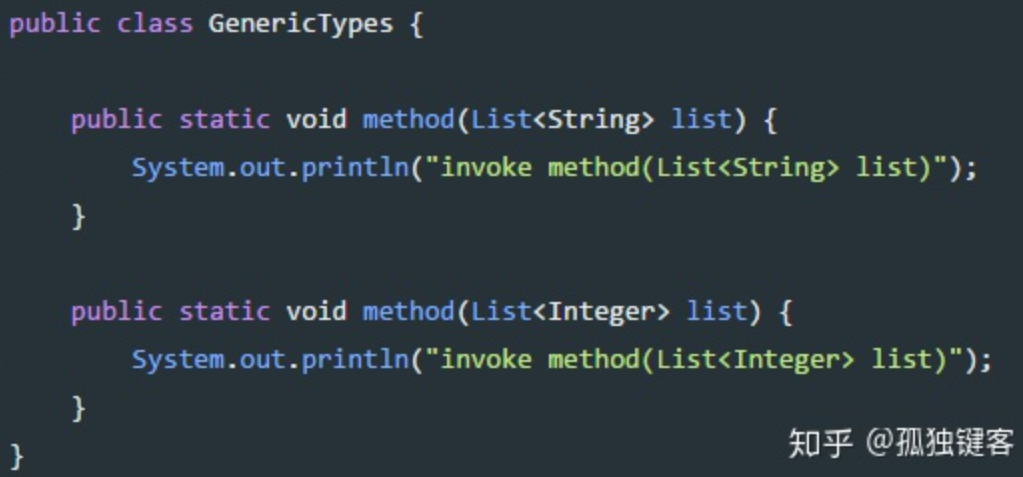 public class GenericTypes {
public static void method(List<String> list) {
System.out.println("invoke method(List<String> list)");
}
public static void method(List<Integer> list) {
System.out.println("invoke method(List<Integer> list)");
}
}
知乎 @孤独键客